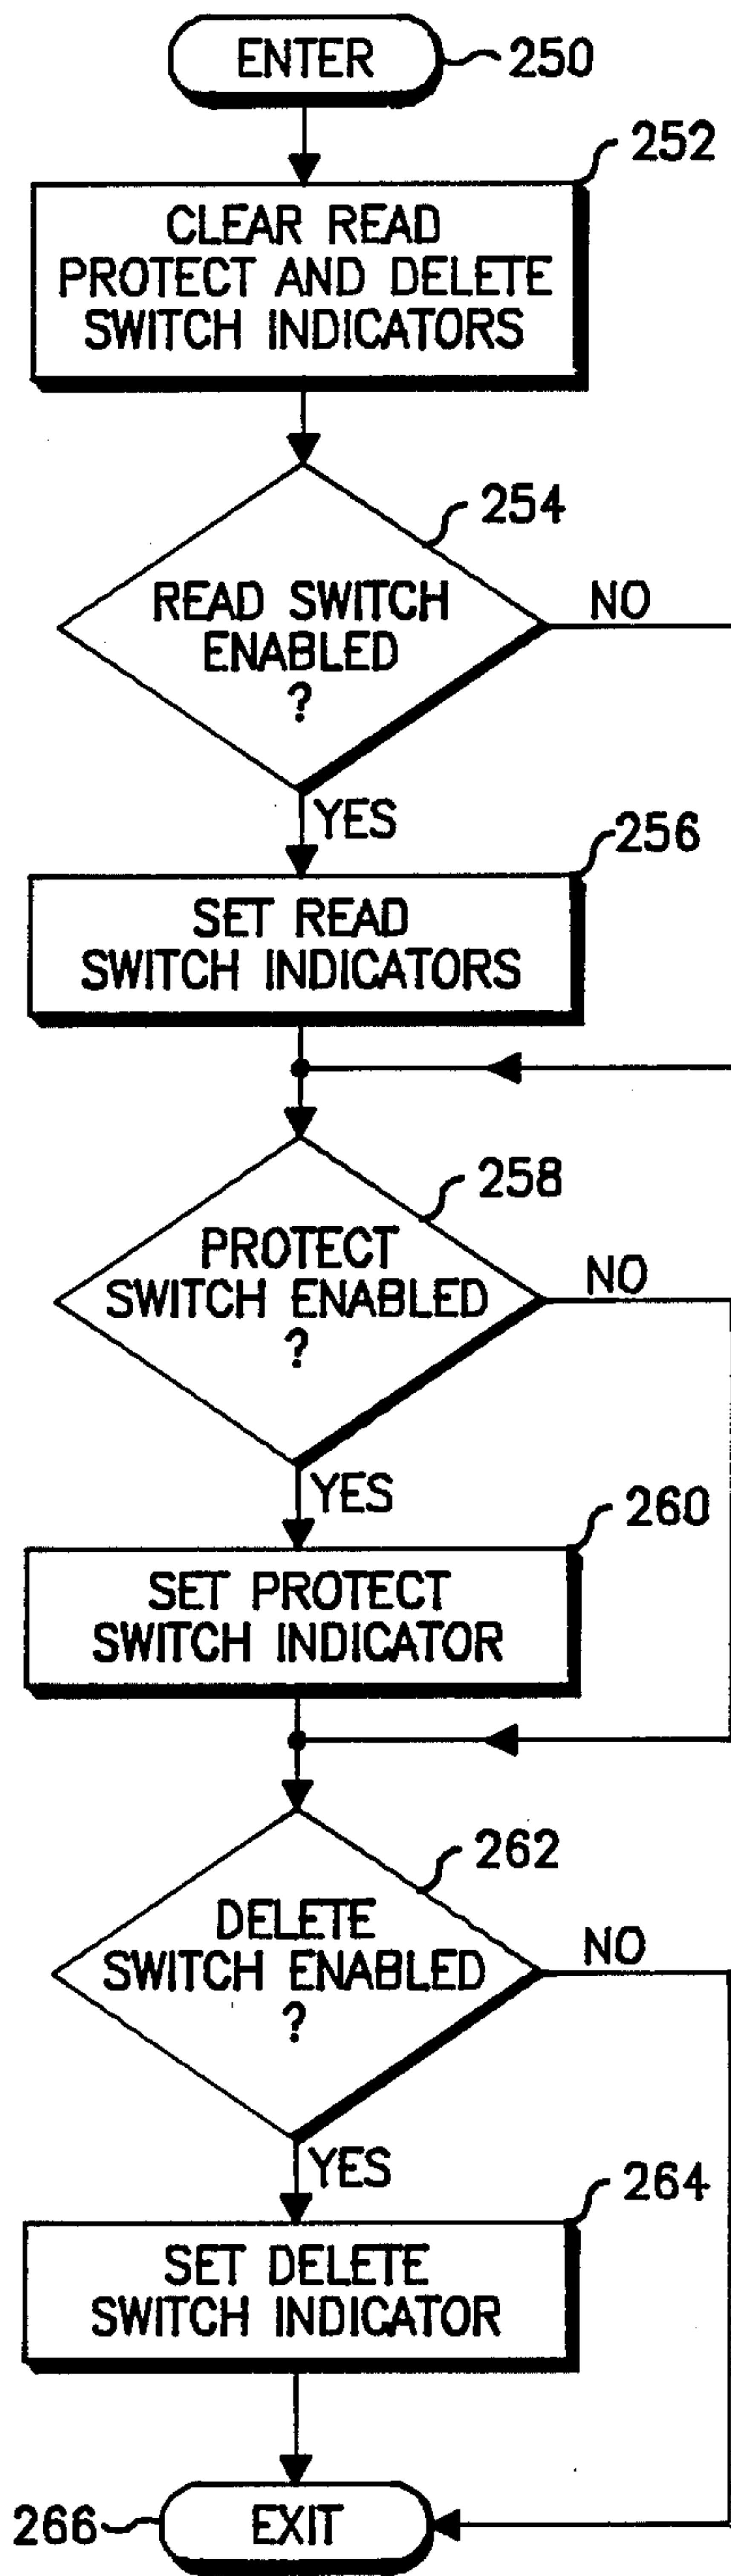 ENTER
250
252
CLEAR READ
PROTECT AND DELETE
SWITCH INDICATORS
254
READ SWITCH
ENABLED
?
NO
YES
256
SET READ
SWITCH INDICATORS
258
PROTECT
SWITCH ENABLED
?
NO
YES
260
SET PROTECT
SWITCH INDICATOR
262
DELETE
SWITCH ENABLED
?
NO
YES
264
SET DELETE
SWITCH INDICATOR
266
EXIT